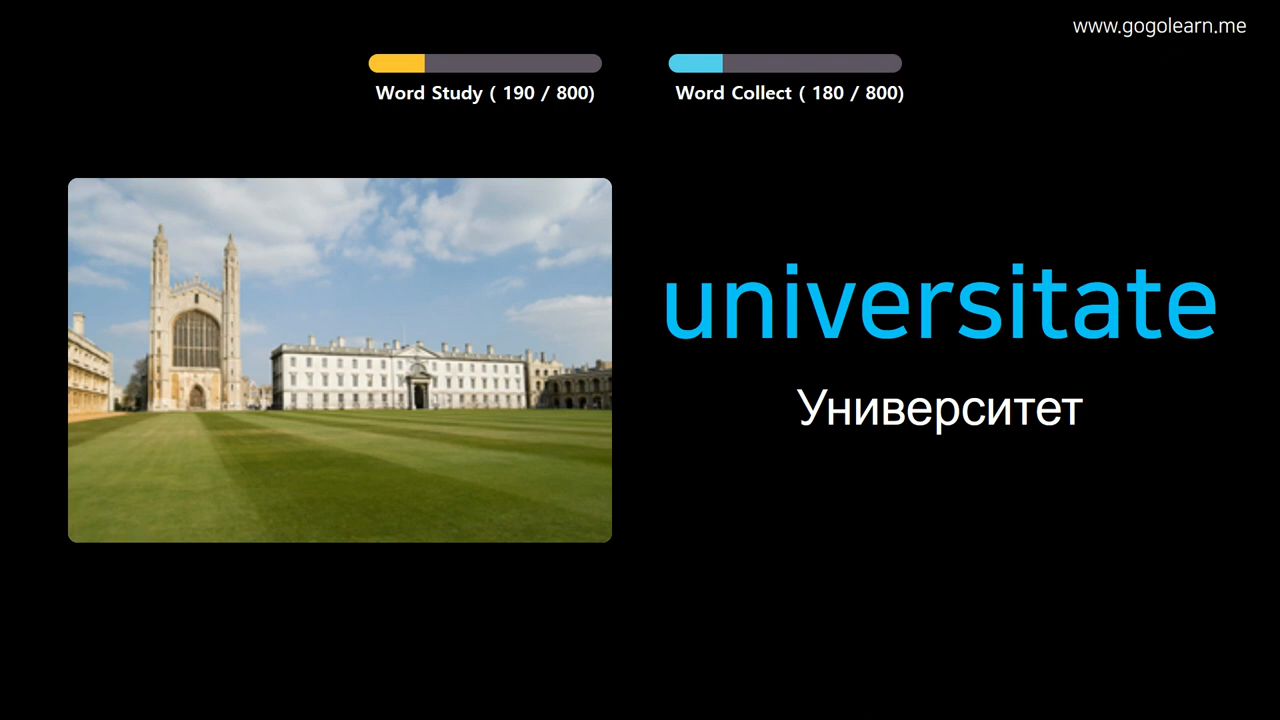 www.gogolearn.me
Word Study ( 190 / 800)
Word Collect ( 180 / 800)
universitate
Университет